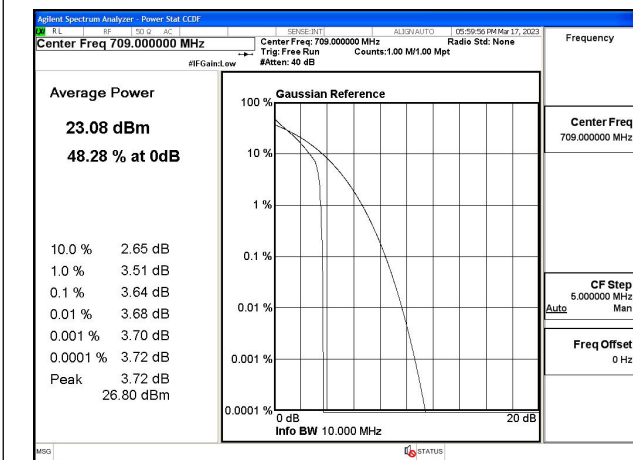 Agilent Spectrum Analyzer - Power Stat CCDF
LXI RL RF 50 Ω AC SENSE:INT ALIGN AUTO 05:59:56 PM Mar 17, 2023
Center Freq 709.000000 MHz
Center Freq: 709.000000 MHz Radio Std: None
Trig: Free Run Counts:1.00 M/1.00 Mpt
#IFGain:Low #Atten: 40 dB
Frequency
Average Power
23.08 dBm
48.28 % at 0dB
10.0 % 2.65 dB
1.0 % 3.51 dB
0.1 % 3.64 dB
0.01 % 3.68 dB
0.001 % 3.70 dB
0.0001 % 3.72 dB
Peak 3.72 dB
26.80 dBm
Gaussian Reference
100 %
10 %
1 %
0.1 %
0.01 %
0.001 %
0.0001 %
0 dB 20 dB
Info BW 10.000 MHz
Center Freq
709.000000 MHz
CF Step
5.000000 MHz
Auto Man
Freq Offset
0 Hz
MSG STATUS